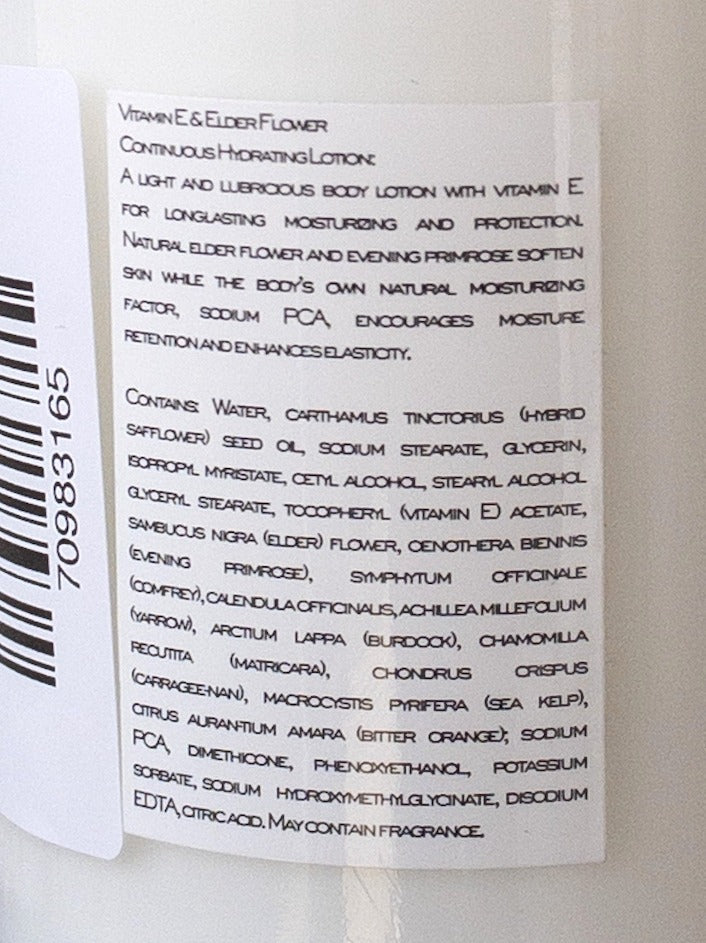 Vitamin E & Elder Flower
Continuous Hydrating Lotion:
A light and lubricious body lotion with vitamin E
for longlasting moisturizing and protection.
Natural elder flower and evening primrose soften
skin while the body's own natural moisturizing
factor, sodium PCA, encourages moisture
retention and enhances elasticity.
Contains: Water, carthamus tinctorius (hybrid
safflower) seed oil, sodium stearate, glycerin,
isopropyl myristate, cetyl alcohol, stearyl alcohol
glyceryl stearate, tocopheryl (vitamin E) acetate,
sambucus nigra (elder) flower, oenothera biennis
(evening primrose), symphytum officinale
(comfrey), calendula officinalis, achillea millefolium
(yarrow), arctium lappa (burdock), chamomilla
recutita (matricara), chondrus crispus
(carragee-nan), macrocystis pyrifera (sea kelp),
citrus auran-tium amara (bitter orange); sodium
PCA, dimethicone, phenoxyethanol, potassium
sorbate, sodium hydroxymethylglycinate, disodium
EDTA, citric acid. May contain fragrance.
70983165